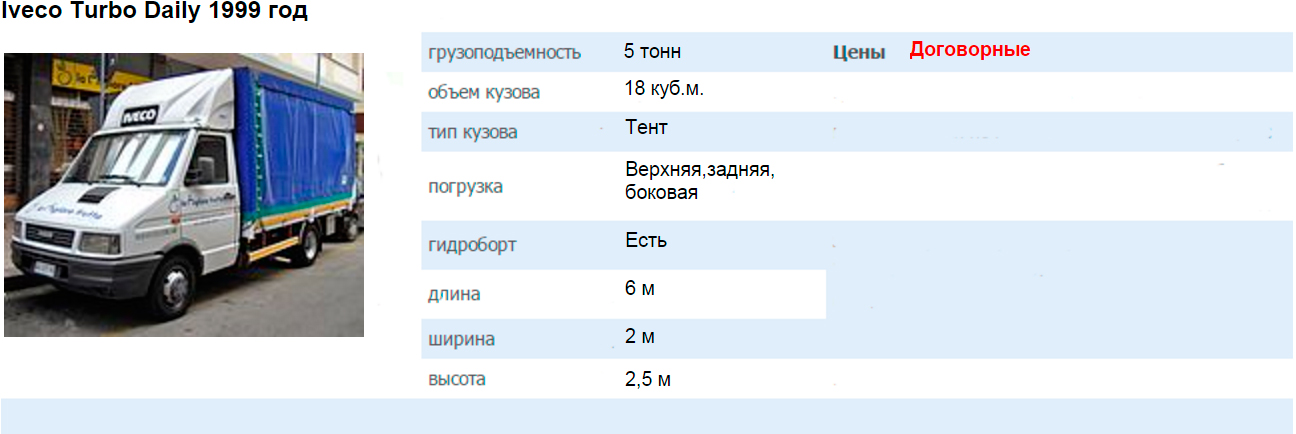 Iveco Turbo Daily 1999 год
IVECO
грузоподъемность 5 тонн Цены Договорные
объем кузова 18 куб.м.
тип кузова Тент
погрузка Верхняя,задняя,
боковая
гидроборт Есть
длина 6 м
ширина 2 м
высота 2,5 м